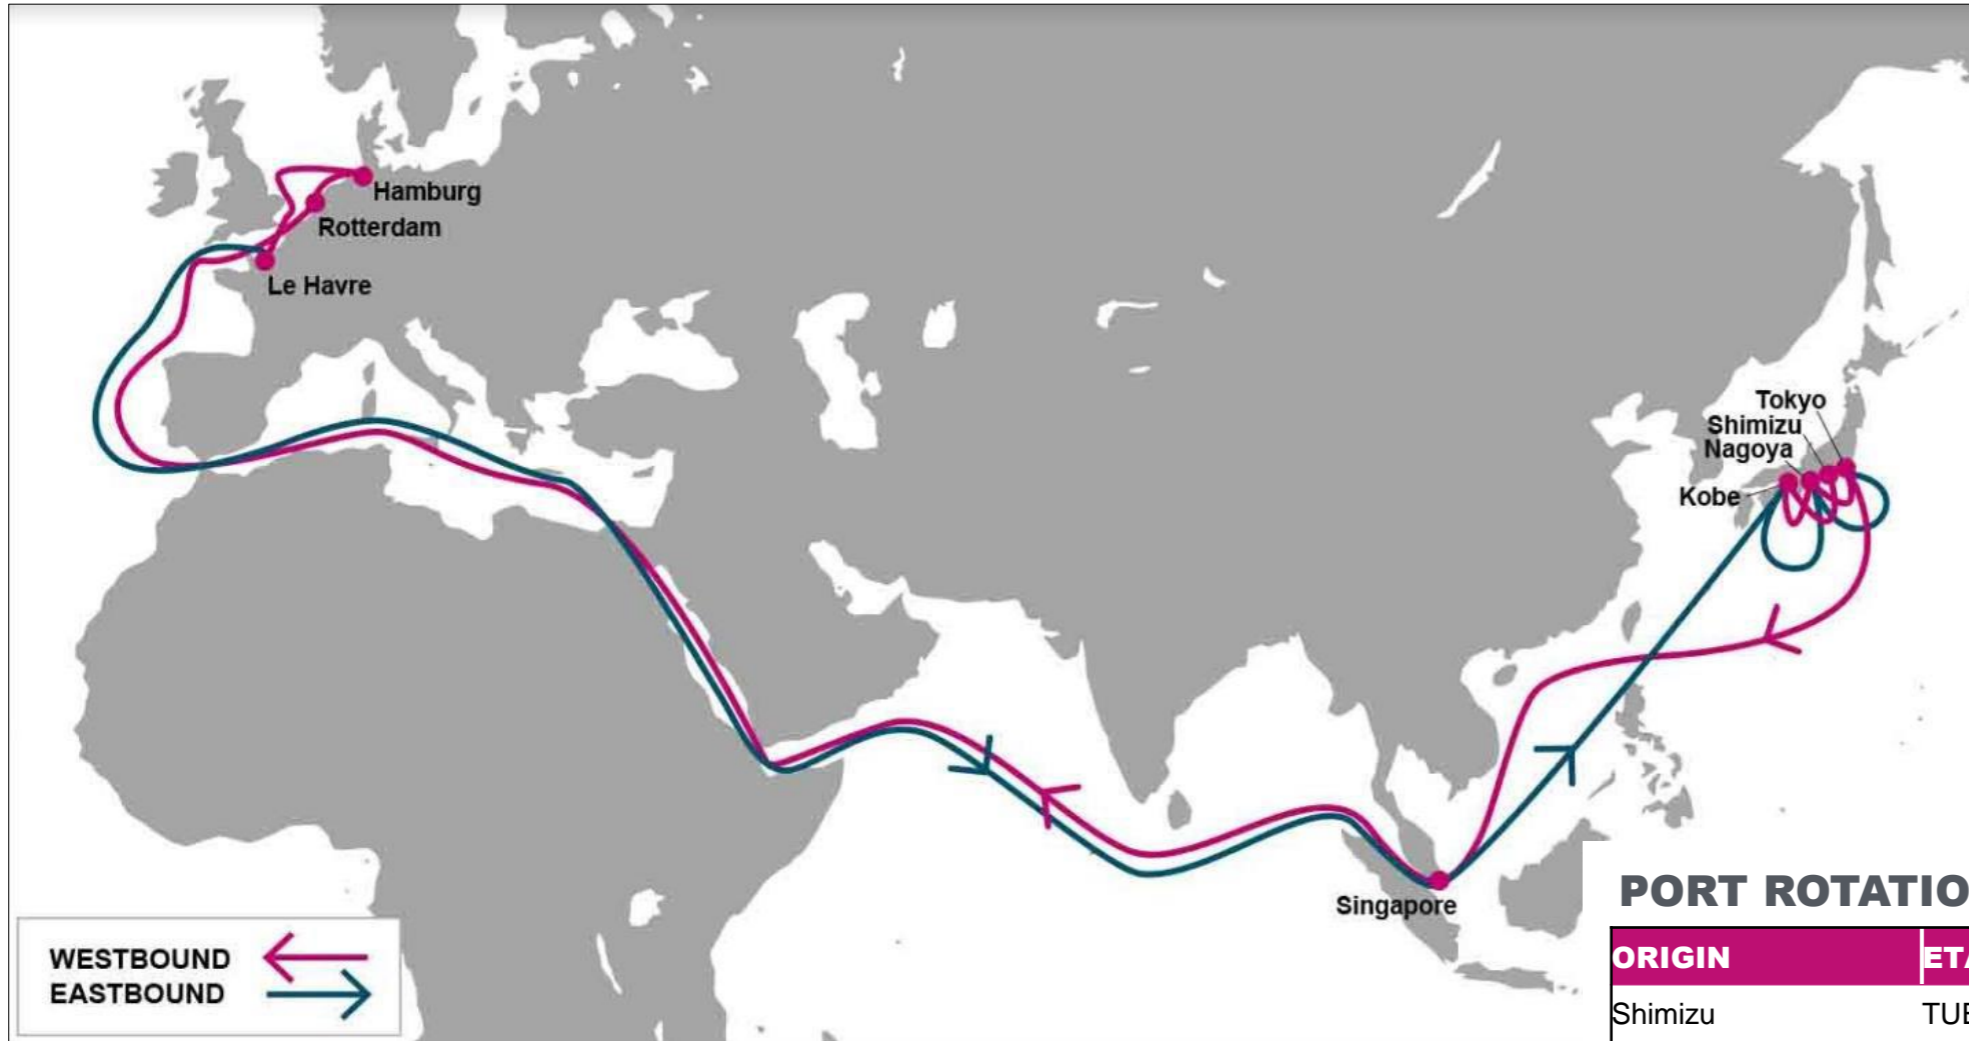 Hamburg
Rotterdam
Le Havre
Tokyo
Shimizu
Nagoya
Kobe
Singapore
WESTBOUND
EASTBOUND
PORT ROTATIO
ORIGIN ETA
Shimizu TUE